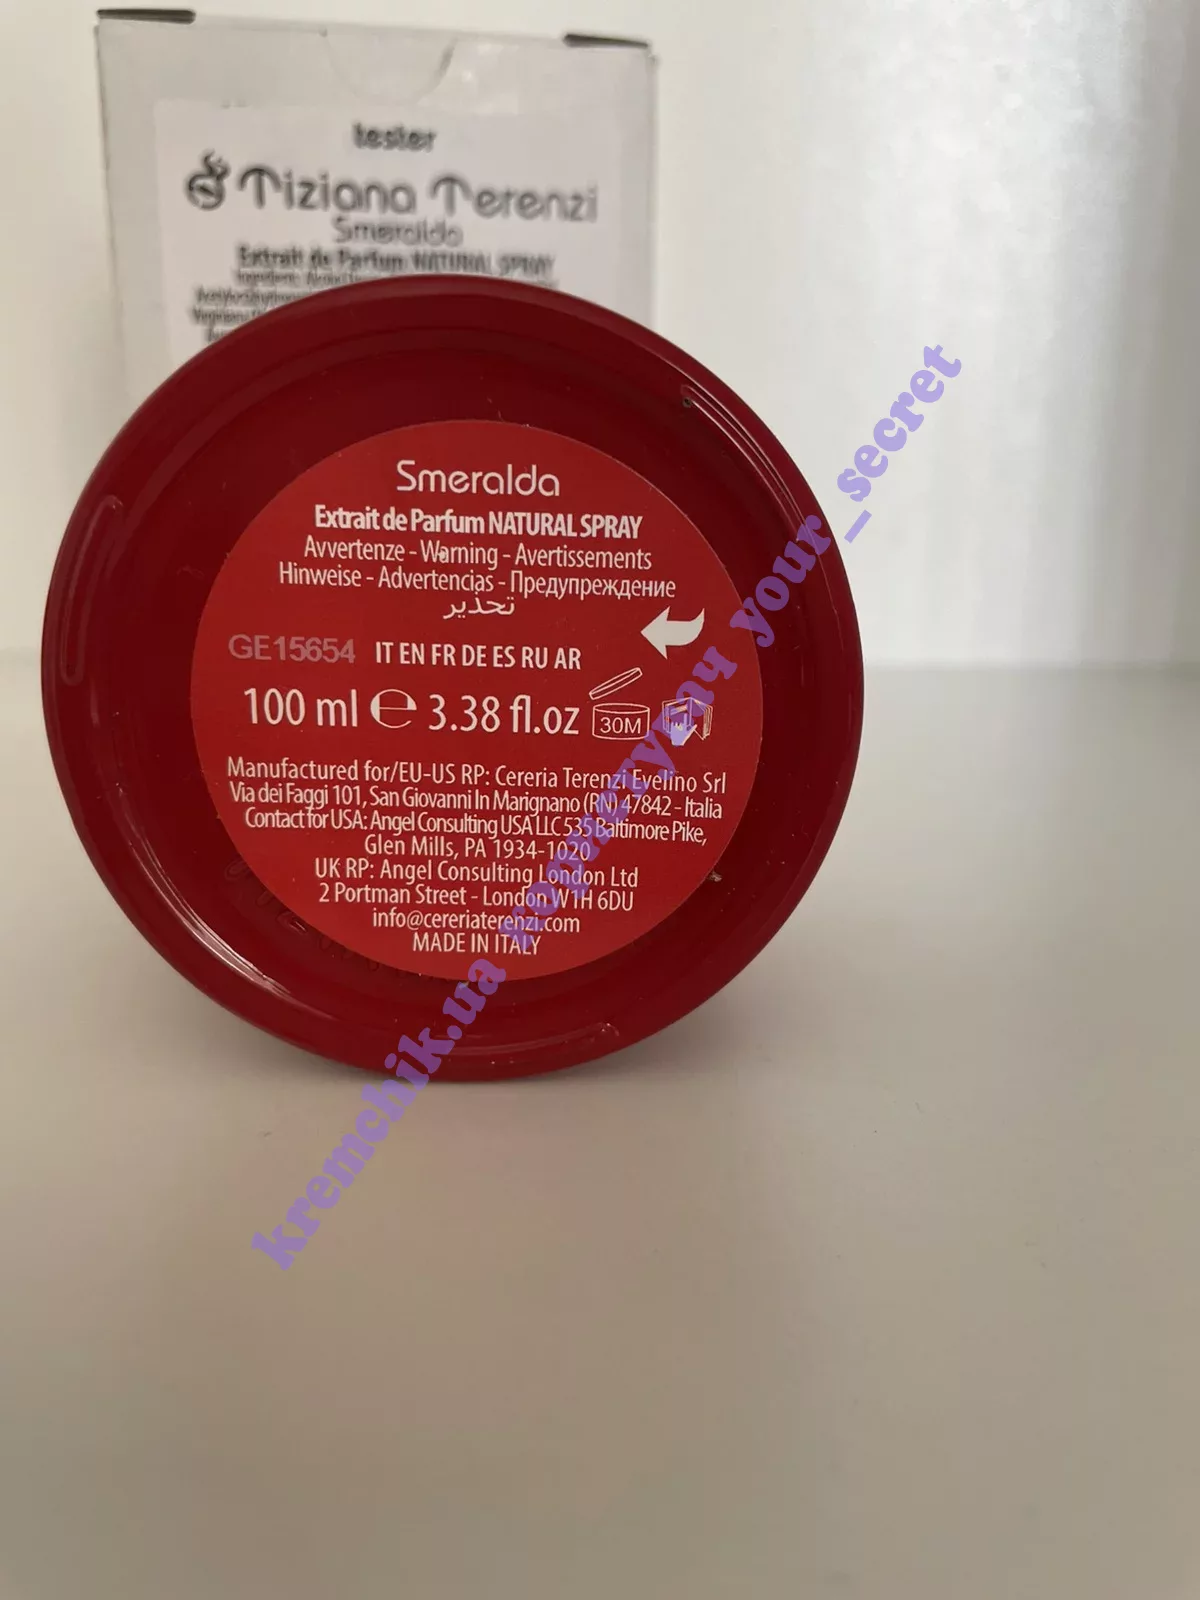 tester
Tiziana Terenzi
Smeralda
Extrait de Parfum NATURAL SPRAY
Smeralda
Extrait de Parfum NATURAL SPRAY
Avvertenze - Warning - Avertissements
Hinweise - Advertencias - Предупреждение
تحذير
GE15654 IT EN FR DE ES RU AR
100 ml ℮ 3.38 fl.oz 30M
Manufactured for/EU-US RP: Cereria Terenzi Evelino Srl
Via dei Faggi 101, San Giovanni In Marignano (RN) 47842 - Italia
Contact for USA: Angel Consulting USA LLC 535 Baltimore Pike,
Glen Mills, PA 1934-1020
UK RP: Angel Consulting London Ltd
2 Portman Street - London W1H 6DU
info@cereriaterenzi.com
MADE IN ITALY
kremchik.ua your_secret